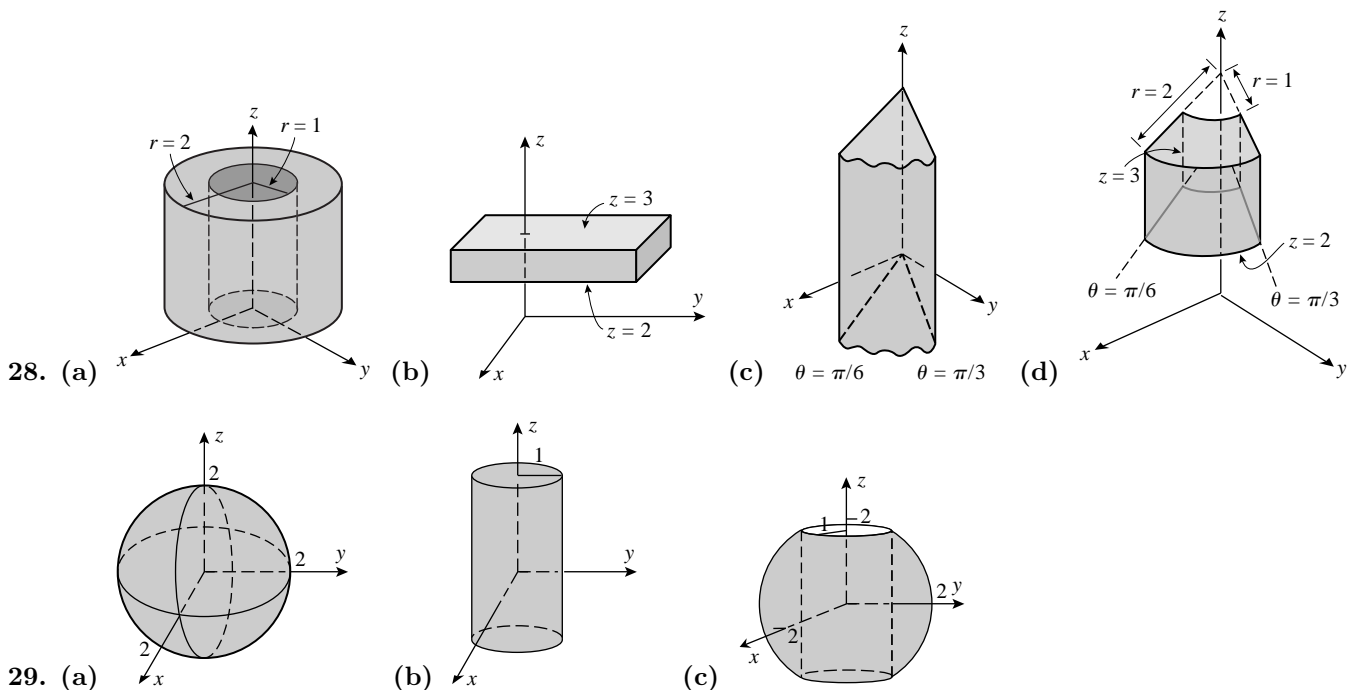 28. (a)
z
r = 2
r = 1
x
y
(b)
z
z = 3
y
z = 2
x
(c)
z
x
y
θ = π/6
θ = π/3
(d)
z
r = 2
r = 1
z = 3
z = 2
θ = π/6
θ = π/3
x
y
29. (a)
z
2
y
2
2
x
(b)
z
1
y
x
(c)
z
2
1
y
2
2
x